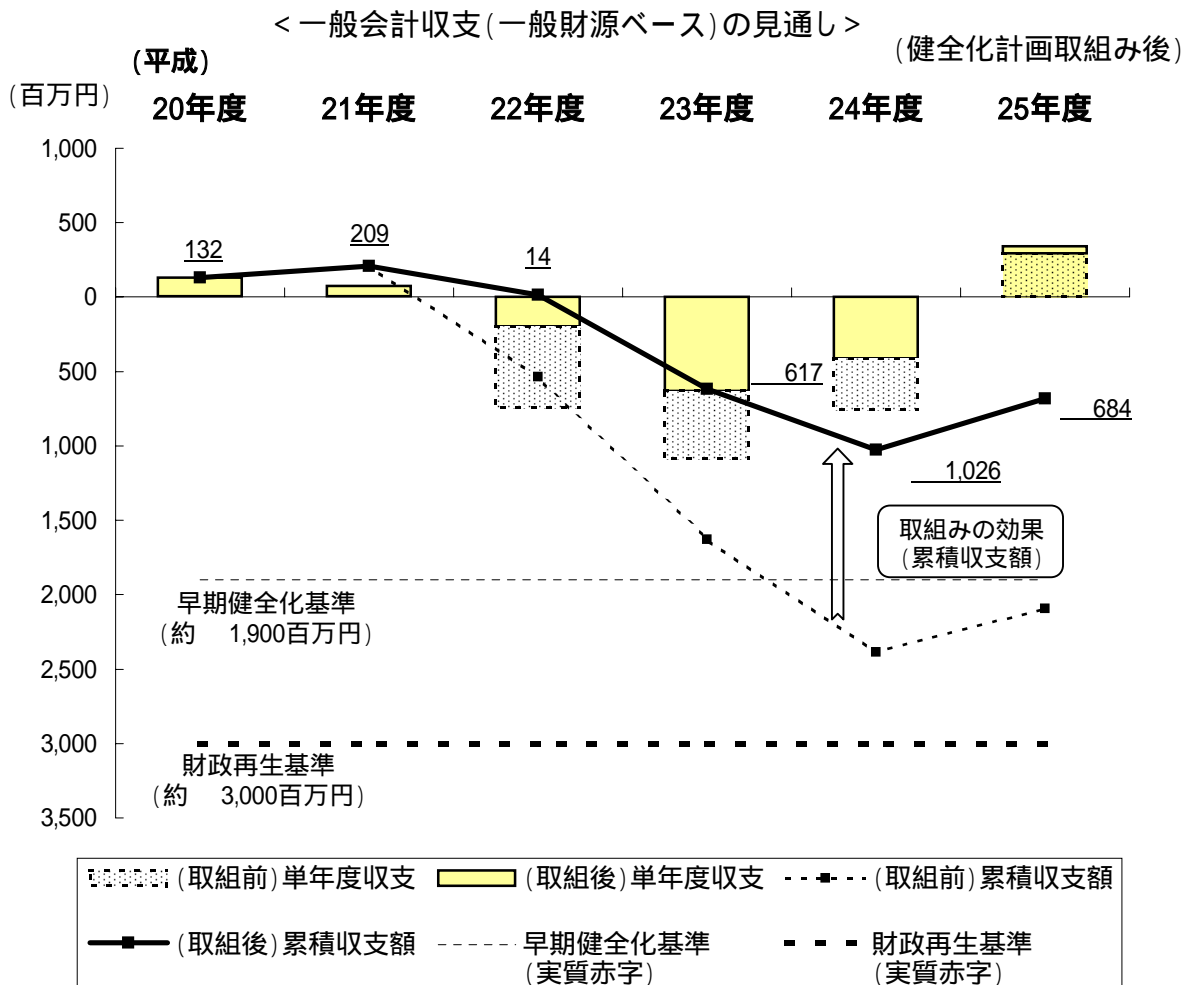 <一般会計収支(一般財源ベース)の見通し>
(健全化計画取組み後)
(平成)
(百万円)
20年度 21年度 22年度 23年度 24年度 25年度
1,000
500
0
500
1,000
1,500
2,000
2,500
3,000
3,500
132
209
14
617
1,026
684
取組みの効果
(累積収支額)
早期健全化基準
(約 1,900百万円)
財政再生基準
(約 3,000百万円)
(取組前)単年度収支 (取組後)単年度収支 (取組前)累積収支額
(取組後)累積収支額 早期健全化基準 財政再生基準
(実質赤字) (実質赤字)